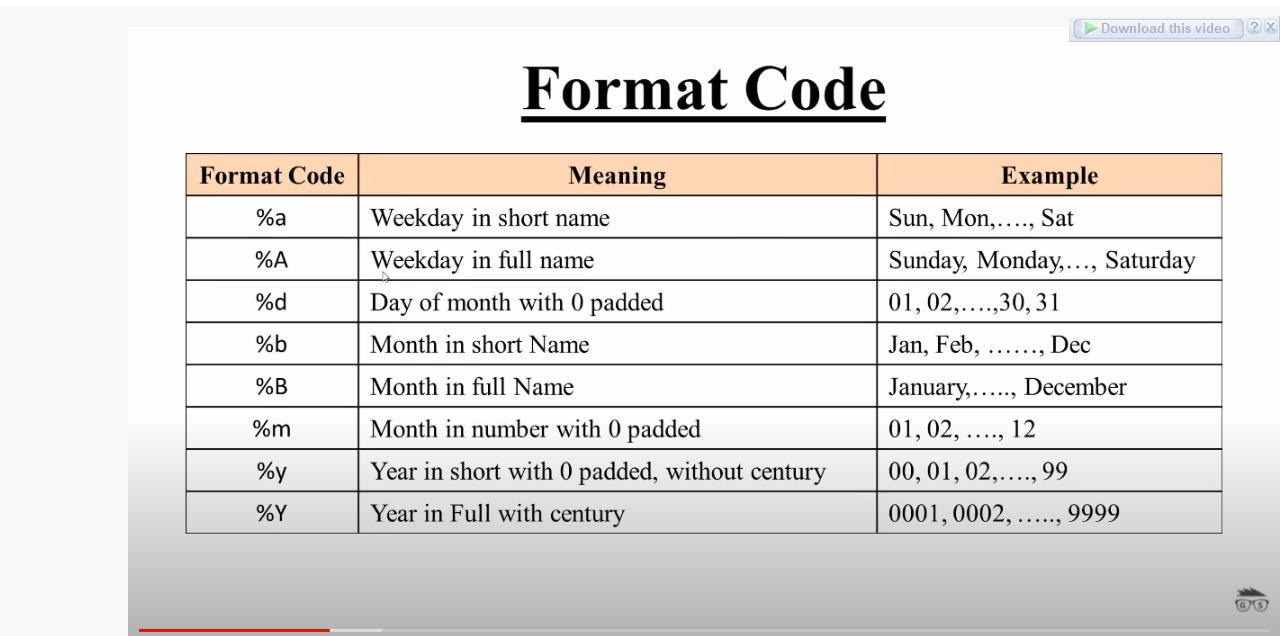 Download this video ? X
Format Code
Format Code Meaning Example
%a Weekday in short name Sun, Mon,...., Sat
%A Weekday in full name Sunday, Monday,..., Saturday
%d Day of month with 0 padded 01, 02,....,30, 31
%b Month in short Name Jan, Feb, ......, Dec
%B Month in full Name January,....., December
%m Month in number with 0 padded 01, 02, ...., 12
%y Year in short with 0 padded, without century 00, 01, 02,...., 99
%Y Year in Full with century 0001, 0002, ....., 9999
G S